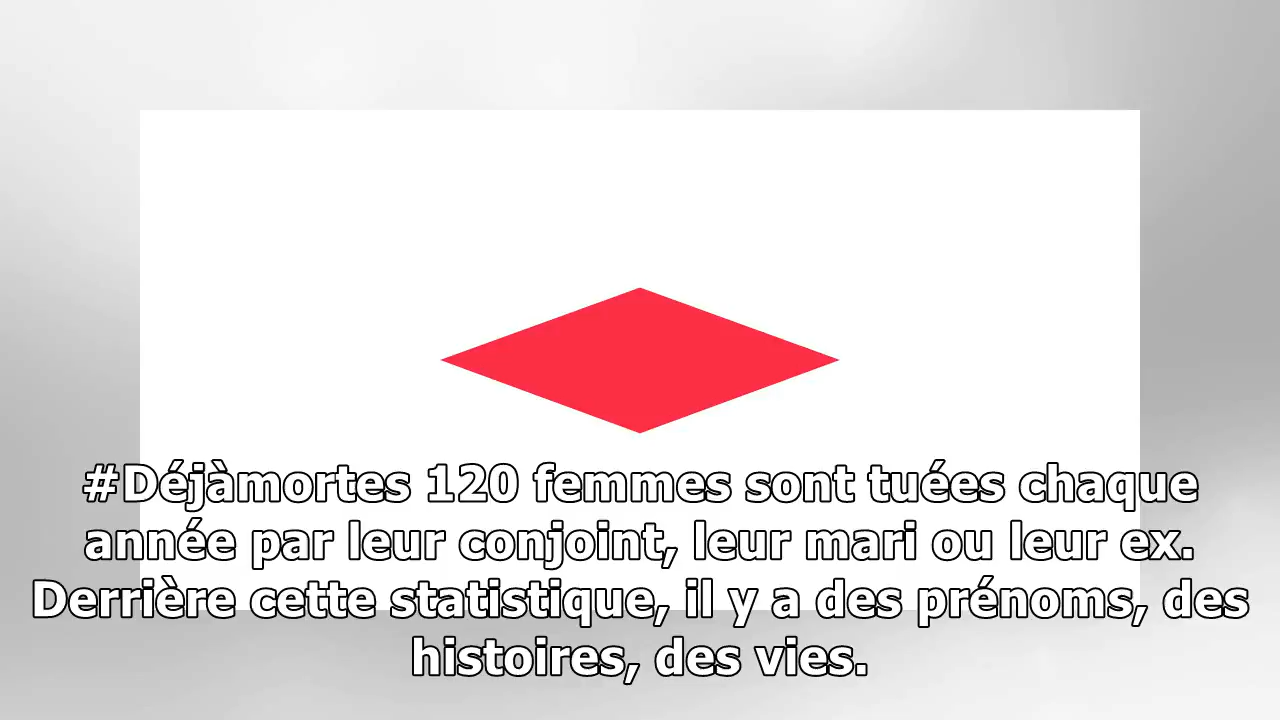 #Déjàmortes 120 femmes sont tuées chaque
année par leur conjoint, leur mari ou leur ex.
Derrière cette statistique, il y a des prénoms, des
histoires, des vies.